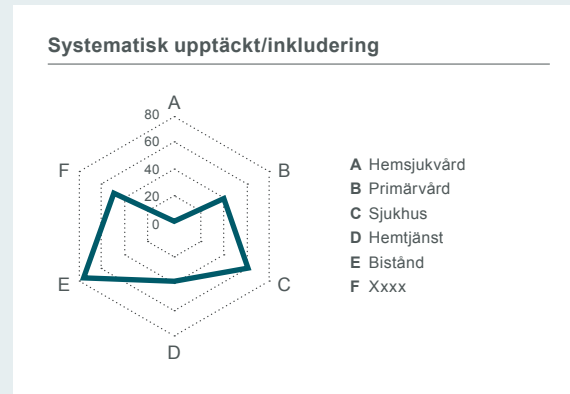 Systematisk upptäckt/inkludering
A
80
60
40
20
0
F
B
E
C
D
A Hemsjukvård
B Primärvård
C Sjukhus
D Hemtjänst
E Bistånd
F Xxxx